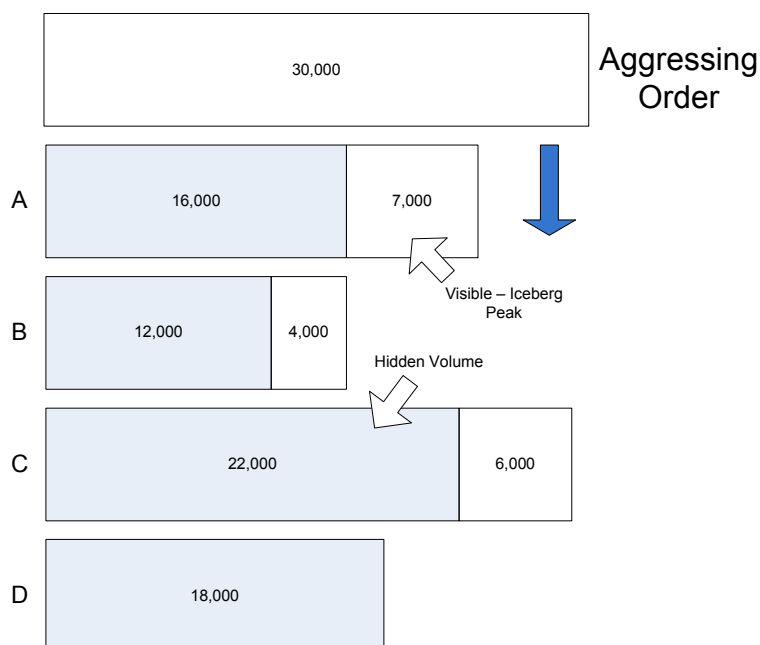 30,000
Aggressing
Order
A
16,000
7,000
Visible – Iceberg
Peak
B
12,000
4,000
Hidden Volume
C
22,000
6,000
D
18,000